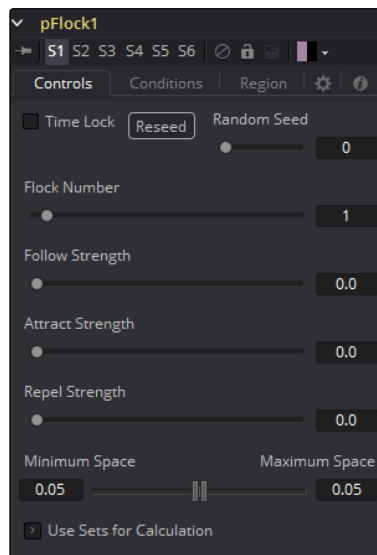 pFlock1
S1 S2 S3 S4 S5 S6
Controls Conditions Region
Time Lock Reseed Random Seed
0
Flock Number
1
Follow Strength
0.0
Attract Strength
0.0
Repel Strength
0.0
Minimum Space Maximum Space
0.05 0.05
Use Sets for Calculation